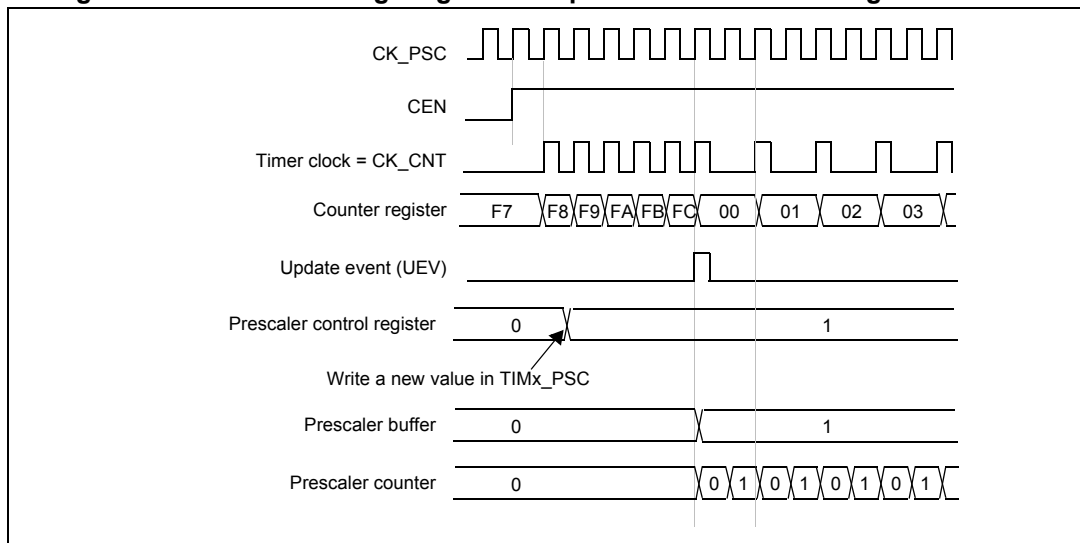 CK_PSC
CEN
Timer clock = CK_CNT
Counter register F7 F8 F9 FA FB FC 00 01 02 03
Update event (UEV)
Prescaler control register 0 1
Write a new value in TIMx_PSC
Prescaler buffer 0 1
Prescaler counter 0 0 1 0 1 0 1 0 1